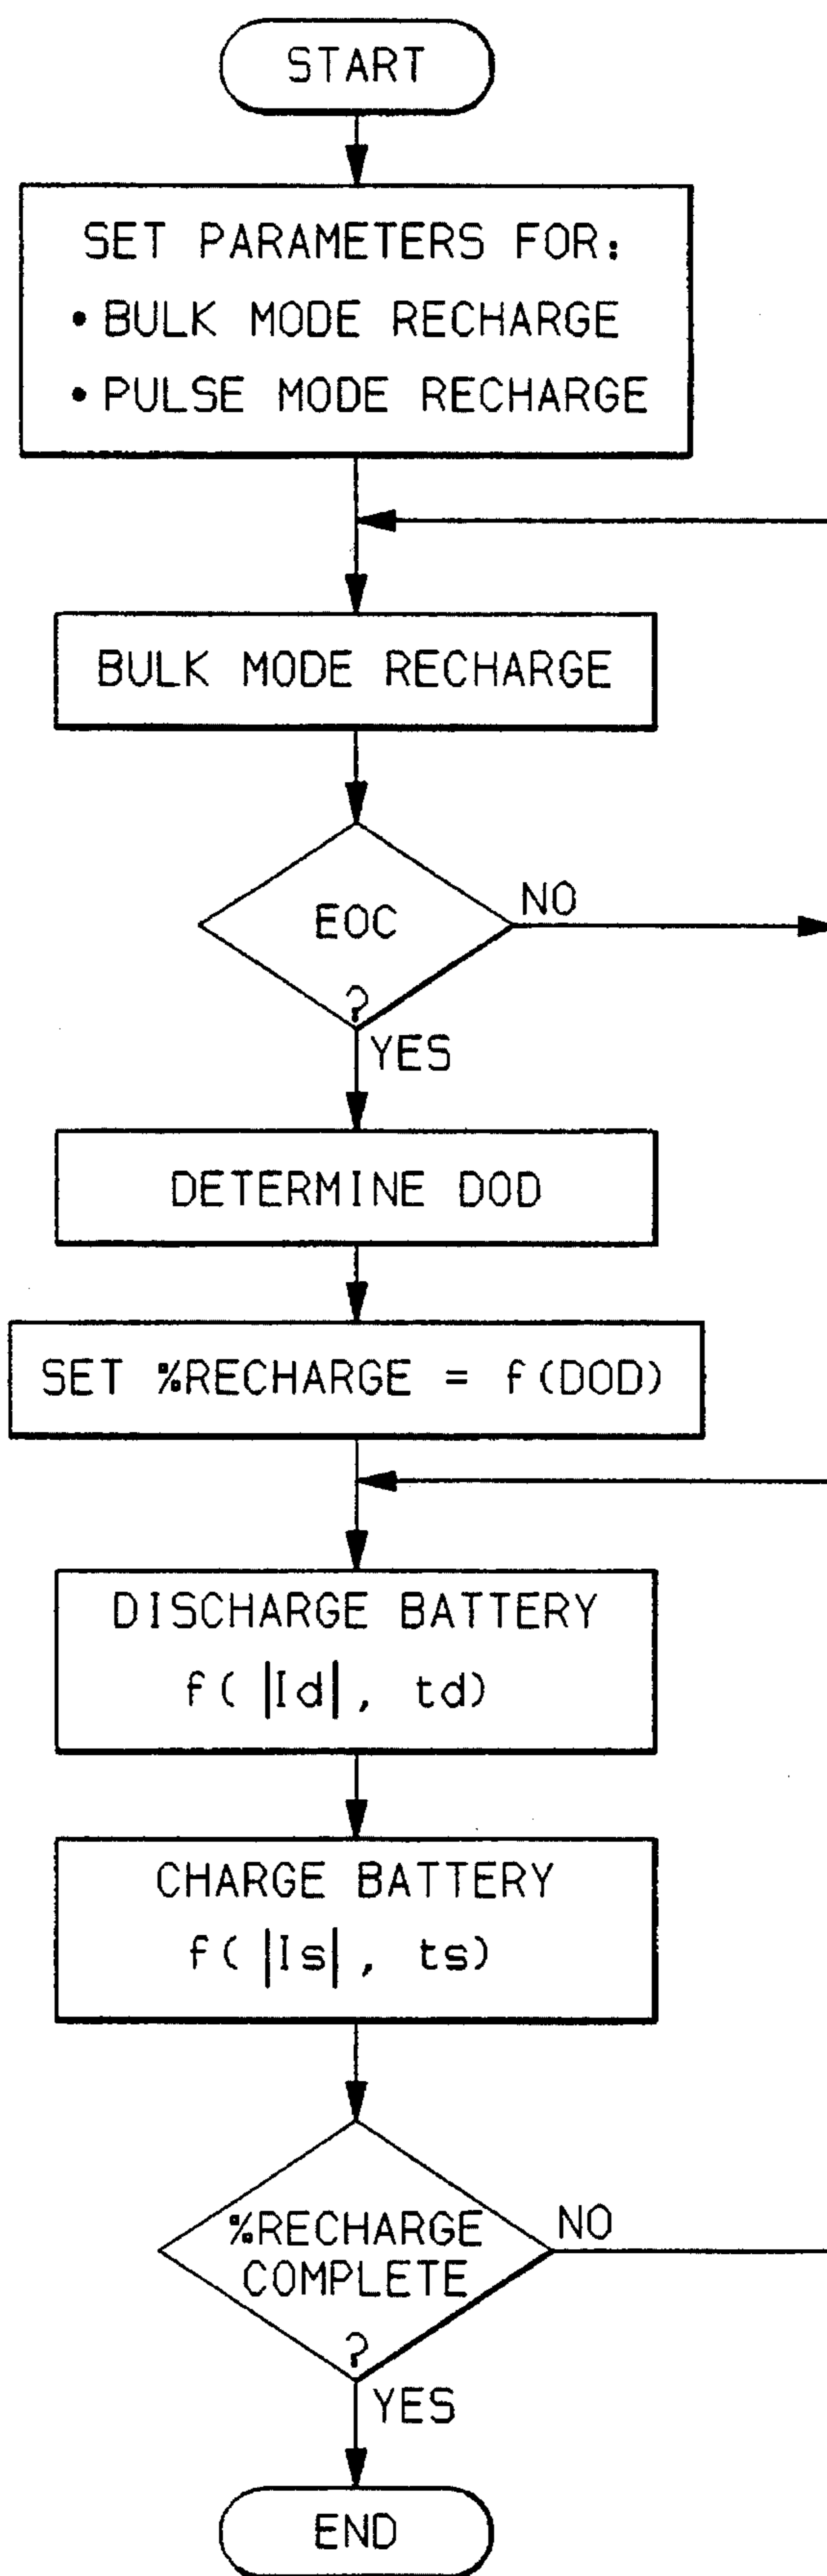 START
SET PARAMETERS FOR:
• BULK MODE RECHARGE
• PULSE MODE RECHARGE
BULK MODE RECHARGE
EOC
?
NO
YES
DETERMINE DOD
SET %RECHARGE = f(DOD)
DISCHARGE BATTERY
f( |Id|, td)
CHARGE BATTERY
f( |Is|, ts)
%RECHARGE
COMPLETE
?
NO
YES
END